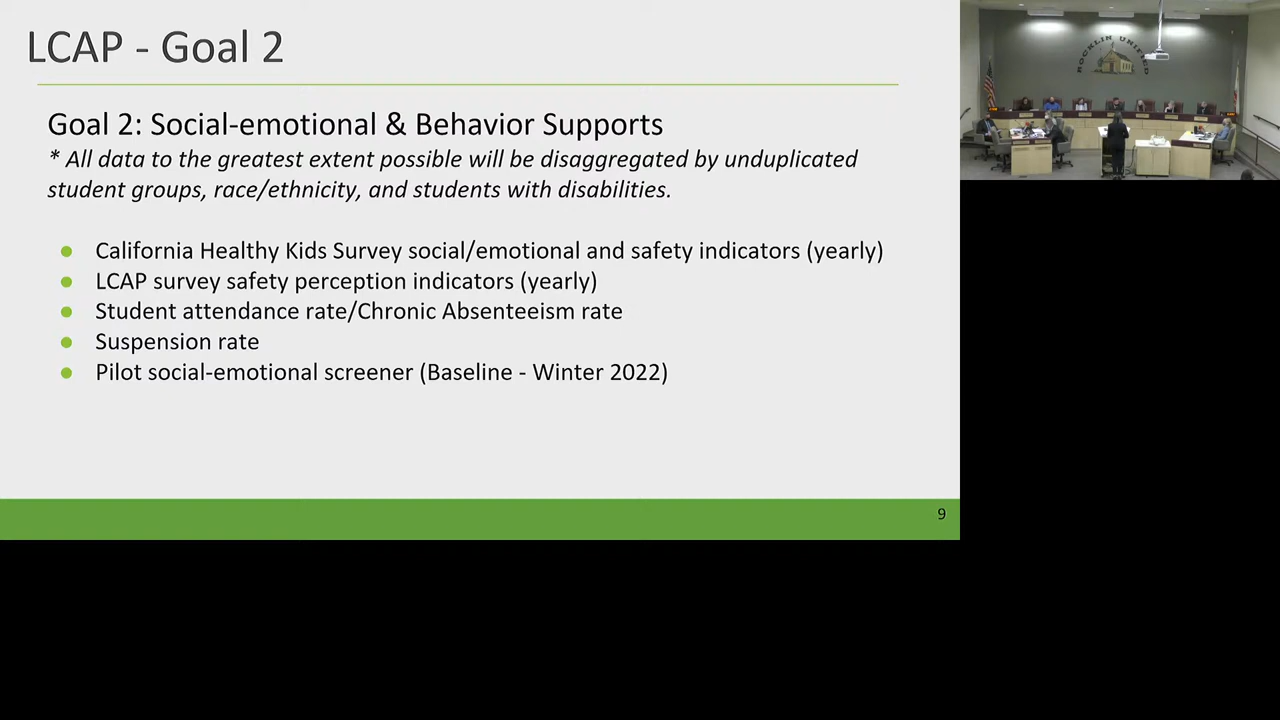 LCAP - Goal 2
Goal 2: Social-emotional & Behavior Supports
* All data to the greatest extent possible will be disaggregated by unduplicated
student groups, race/ethnicity, and students with disabilities.
● California Healthy Kids Survey social/emotional and safety indicators (yearly)
● LCAP survey safety perception indicators (yearly)
● Student attendance rate/Chronic Absenteeism rate
● Suspension rate
● Pilot social-emotional screener (Baseline - Winter 2022)
9
ROCKLIN UNIFIED